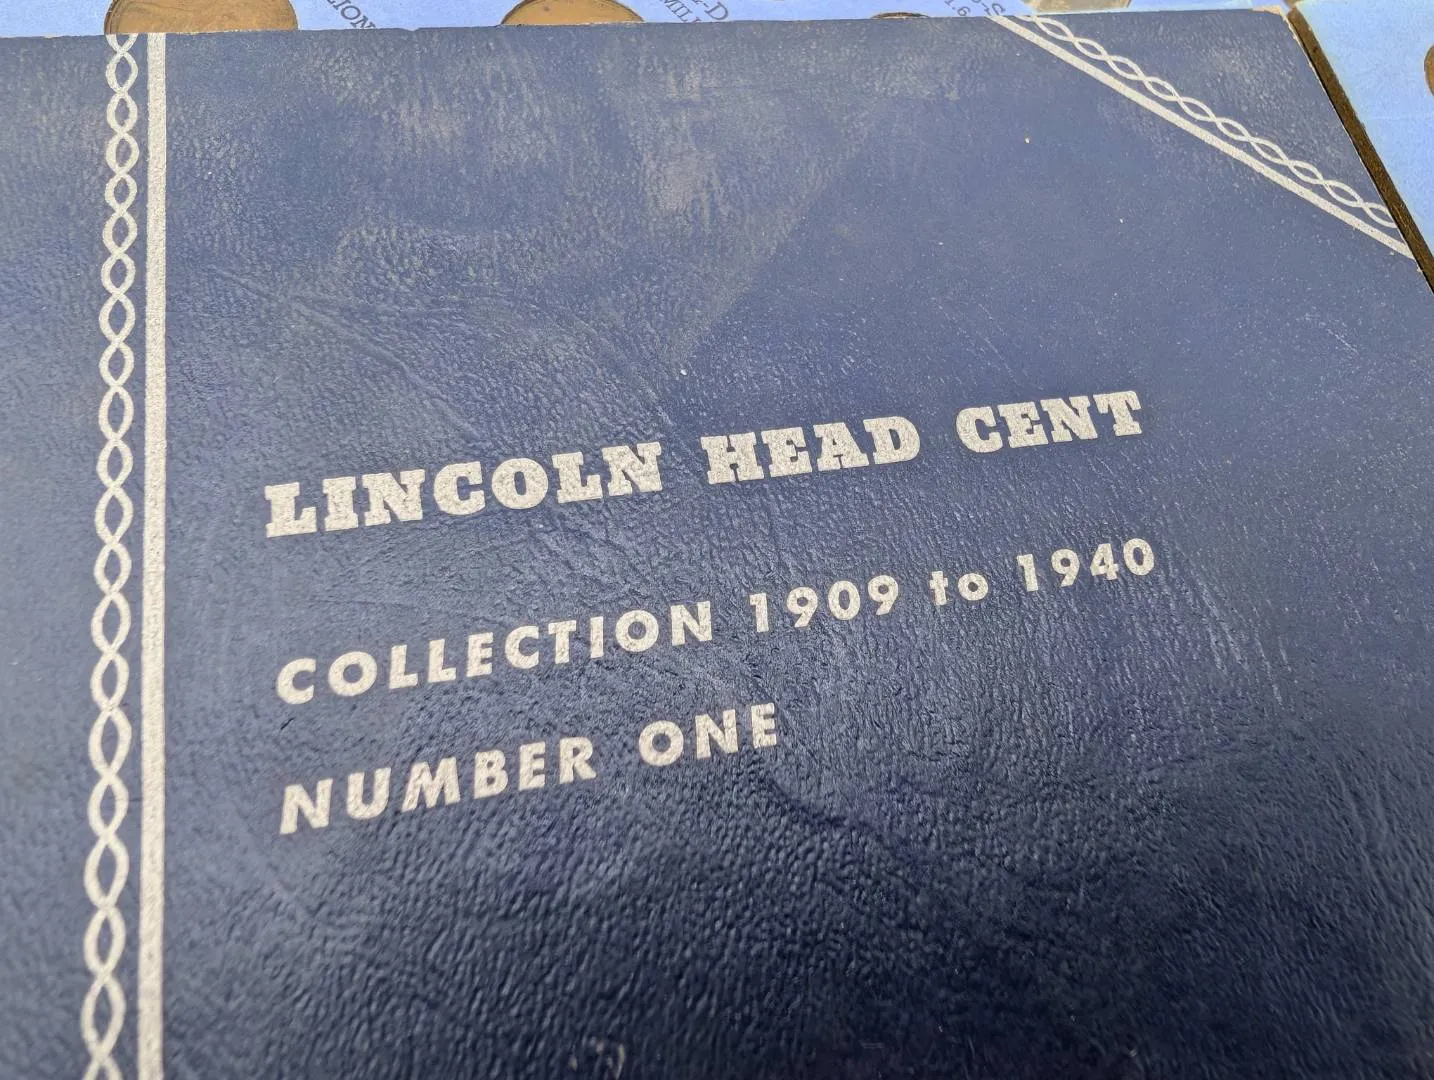 LINCOLN HEAD CENT
COLLECTION 1909 to 1940
NUMBER ONE